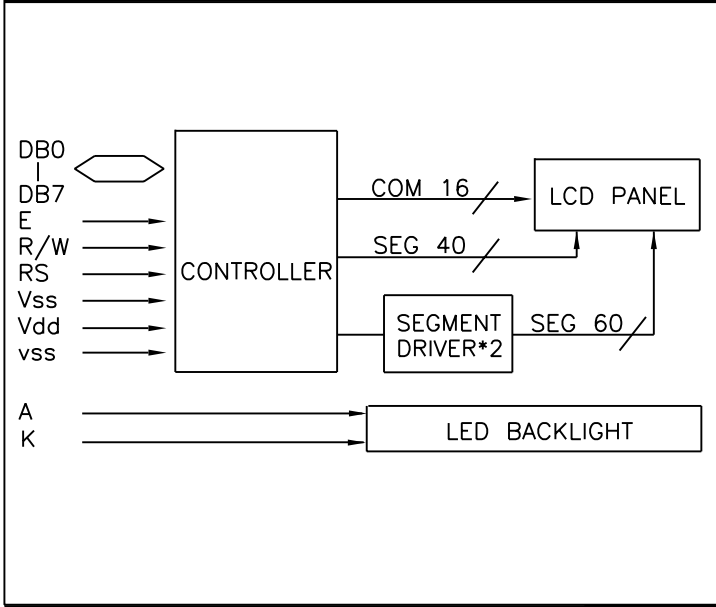 DB0
DB7
E
R/W
RS
Vss
Vdd
vss
CONTROLLER
COM 16
SEG 40
SEGMENT
DRIVER*2
SEG 60
LCD PANEL
A
K
LED BACKLIGHT